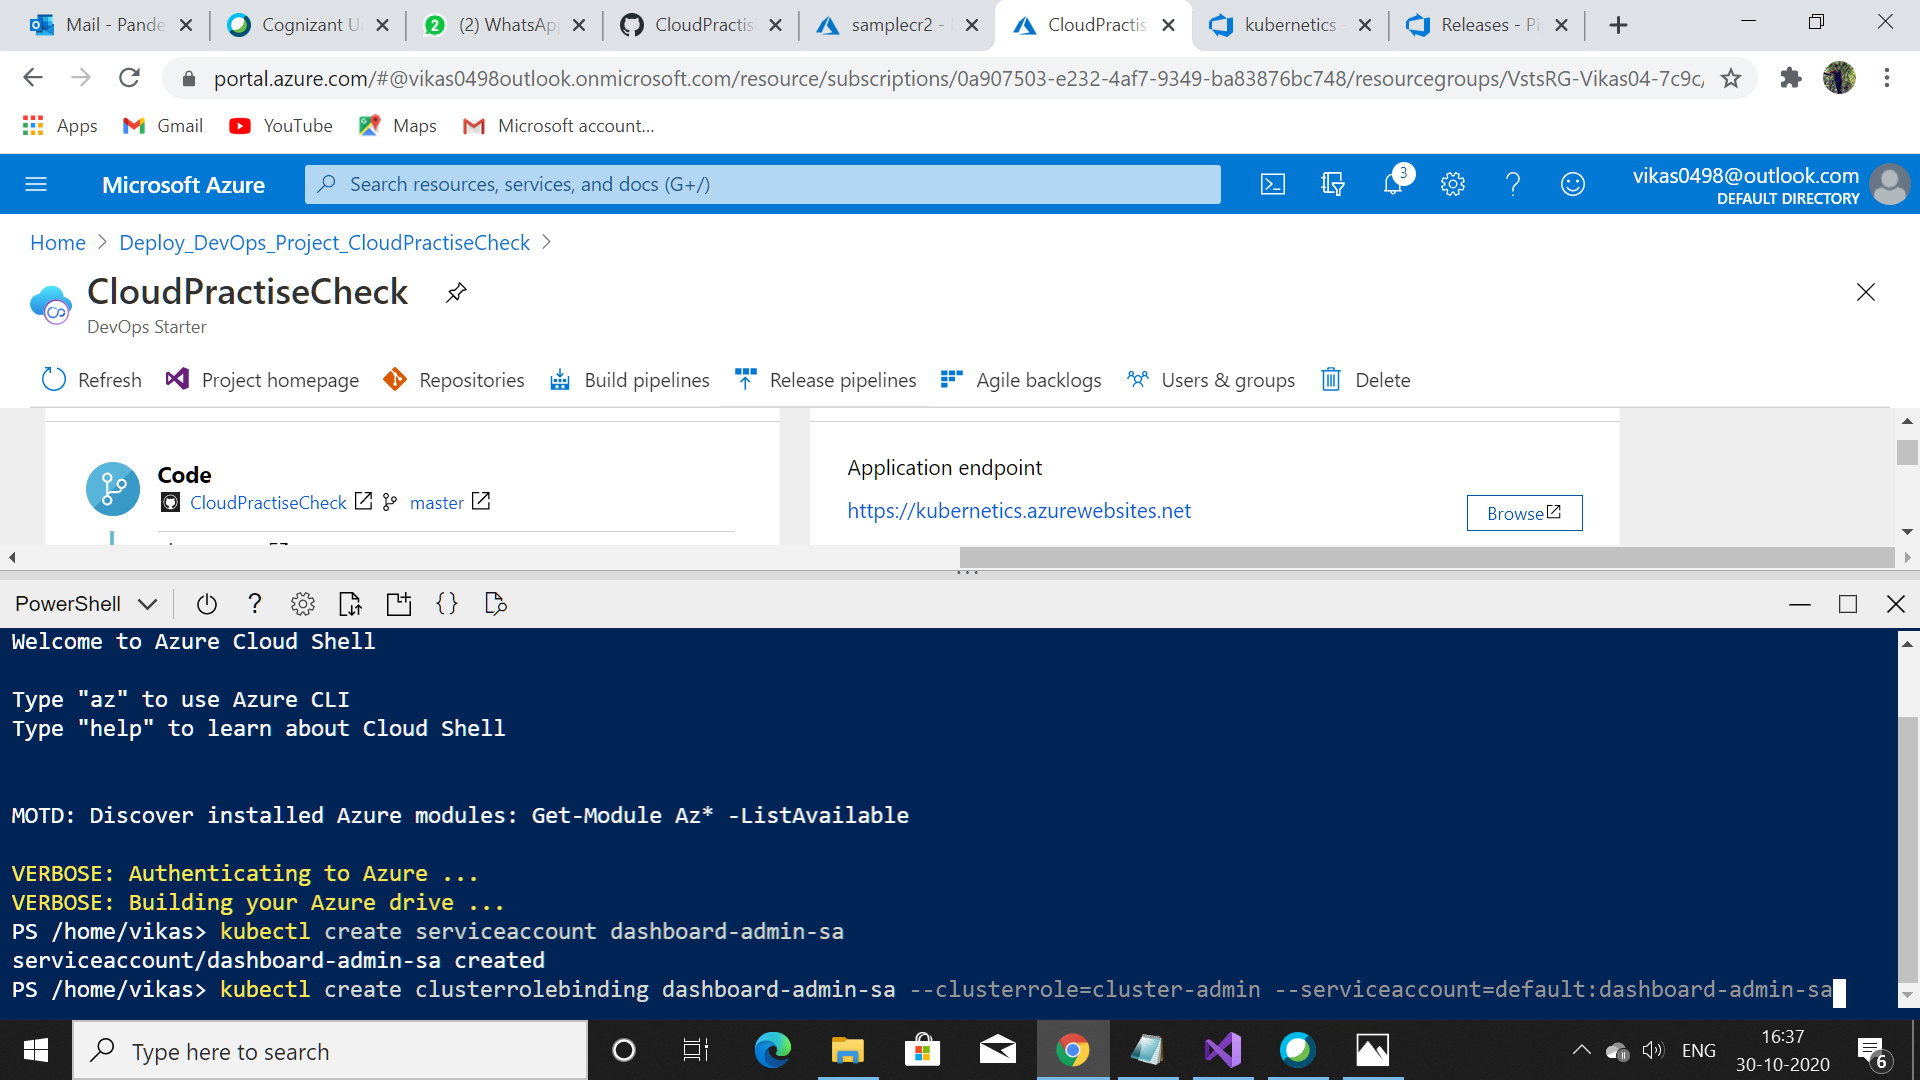 Mail - Pande
Cognizant U
(2) WhatsAp
CloudPractis
samplecr2 -
CloudPractis
kubernetics
Releases - Pi
portal.azure.com/#@vikas0498outlook.onmicrosoft.com/resource/subscriptions/0a907503-e232-4af7-9349-ba83876bc748/resourcegroups/VstsRG-Vikas04-7c9c/
Apps
Gmail
YouTube
Maps
Microsoft account...
Microsoft Azure
Search resources, services, and docs (G+/)
3
vikas0498@outlook.com
DEFAULT DIRECTORY
Home > Deploy_DevOps_Project_CloudPractiseCheck >
CloudPractiseCheck
DevOps Starter
Refresh
Project homepage
Repositories
Build pipelines
Release pipelines
Agile backlogs
Users & groups
Delete
Code
CloudPractiseCheck
master
Application endpoint
https://kubernetics.azurewebsites.net
Browse
PowerShell
Welcome to Azure Cloud Shell
Type "az" to use Azure CLI
Type "help" to learn about Cloud Shell
MOTD: Discover installed Azure modules: Get-Module Az* -ListAvailable
VERBOSE: Authenticating to Azure ...
VERBOSE: Building your Azure drive ...
PS /home/vikas> kubectl create serviceaccount dashboard-admin-sa
serviceaccount/dashboard-admin-sa created
PS /home/vikas> kubectl create clusterrolebinding dashboard-admin-sa --clusterrole=cluster-admin --serviceaccount=default:dashboard-admin-sa
Type here to search
ENG
16:37
30-10-2020
6